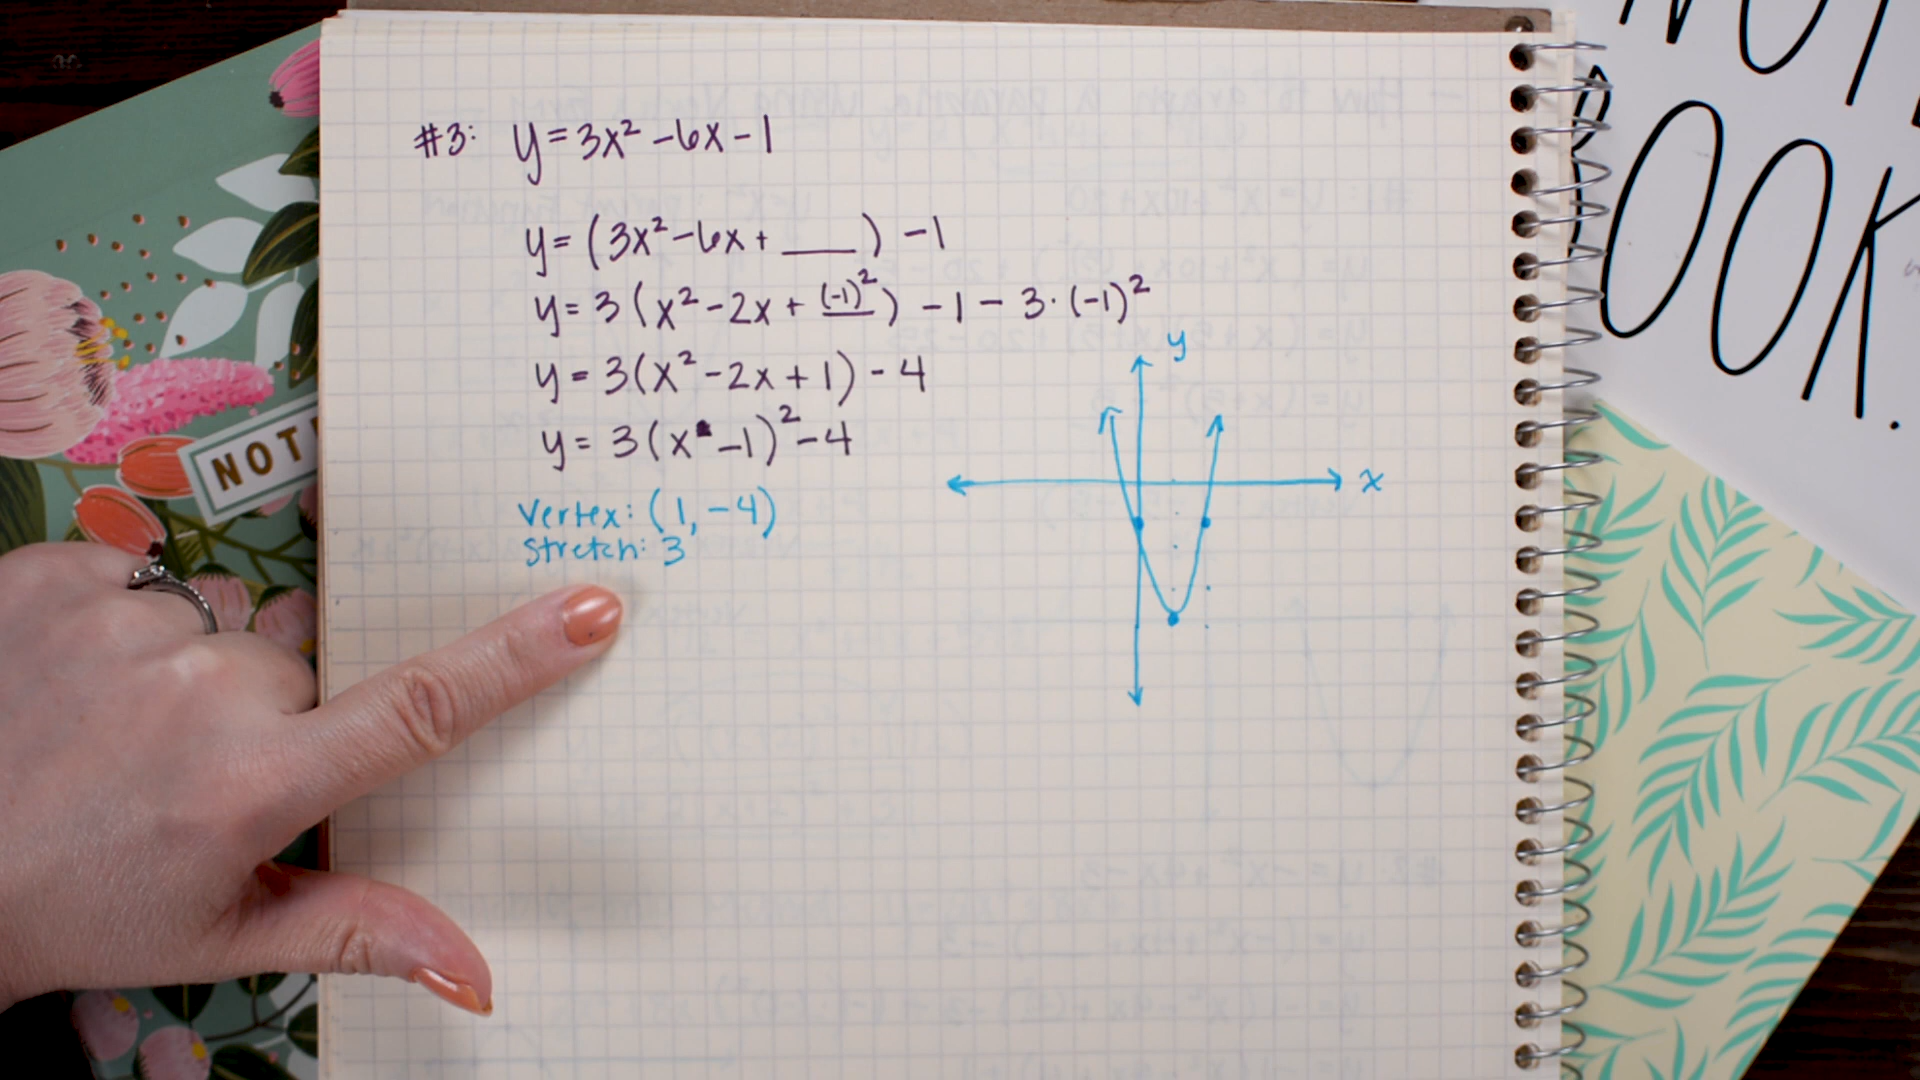 #3: y = 3x² - 6x - 1
y = (3x² - 6x + ___) - 1
y = 3(x² - 2x + (-1)²) - 1 - 3·(-1)²
y = 3(x² - 2x + 1) - 4
y = 3(x - 1)² - 4
Vertex: (1, -4)
Stretch: 3
y
x
NOT
OOK.